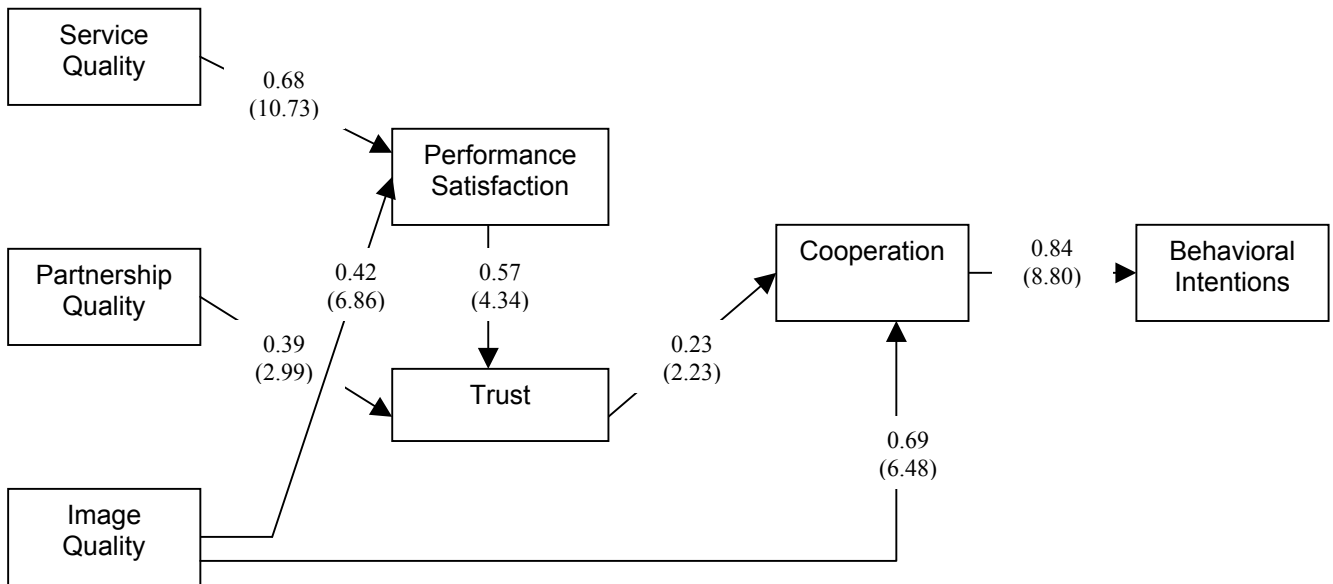 Service
Quality
0.68
(10.73)
Performance
Satisfaction
Partnership
Quality
0.42
(6.86)
0.57
(4.34)
Cooperation
0.84
(8.80)
Behavioral
Intentions
0.39
(2.99)
Trust
0.23
(2.23)
0.69
(6.48)
Image
Quality